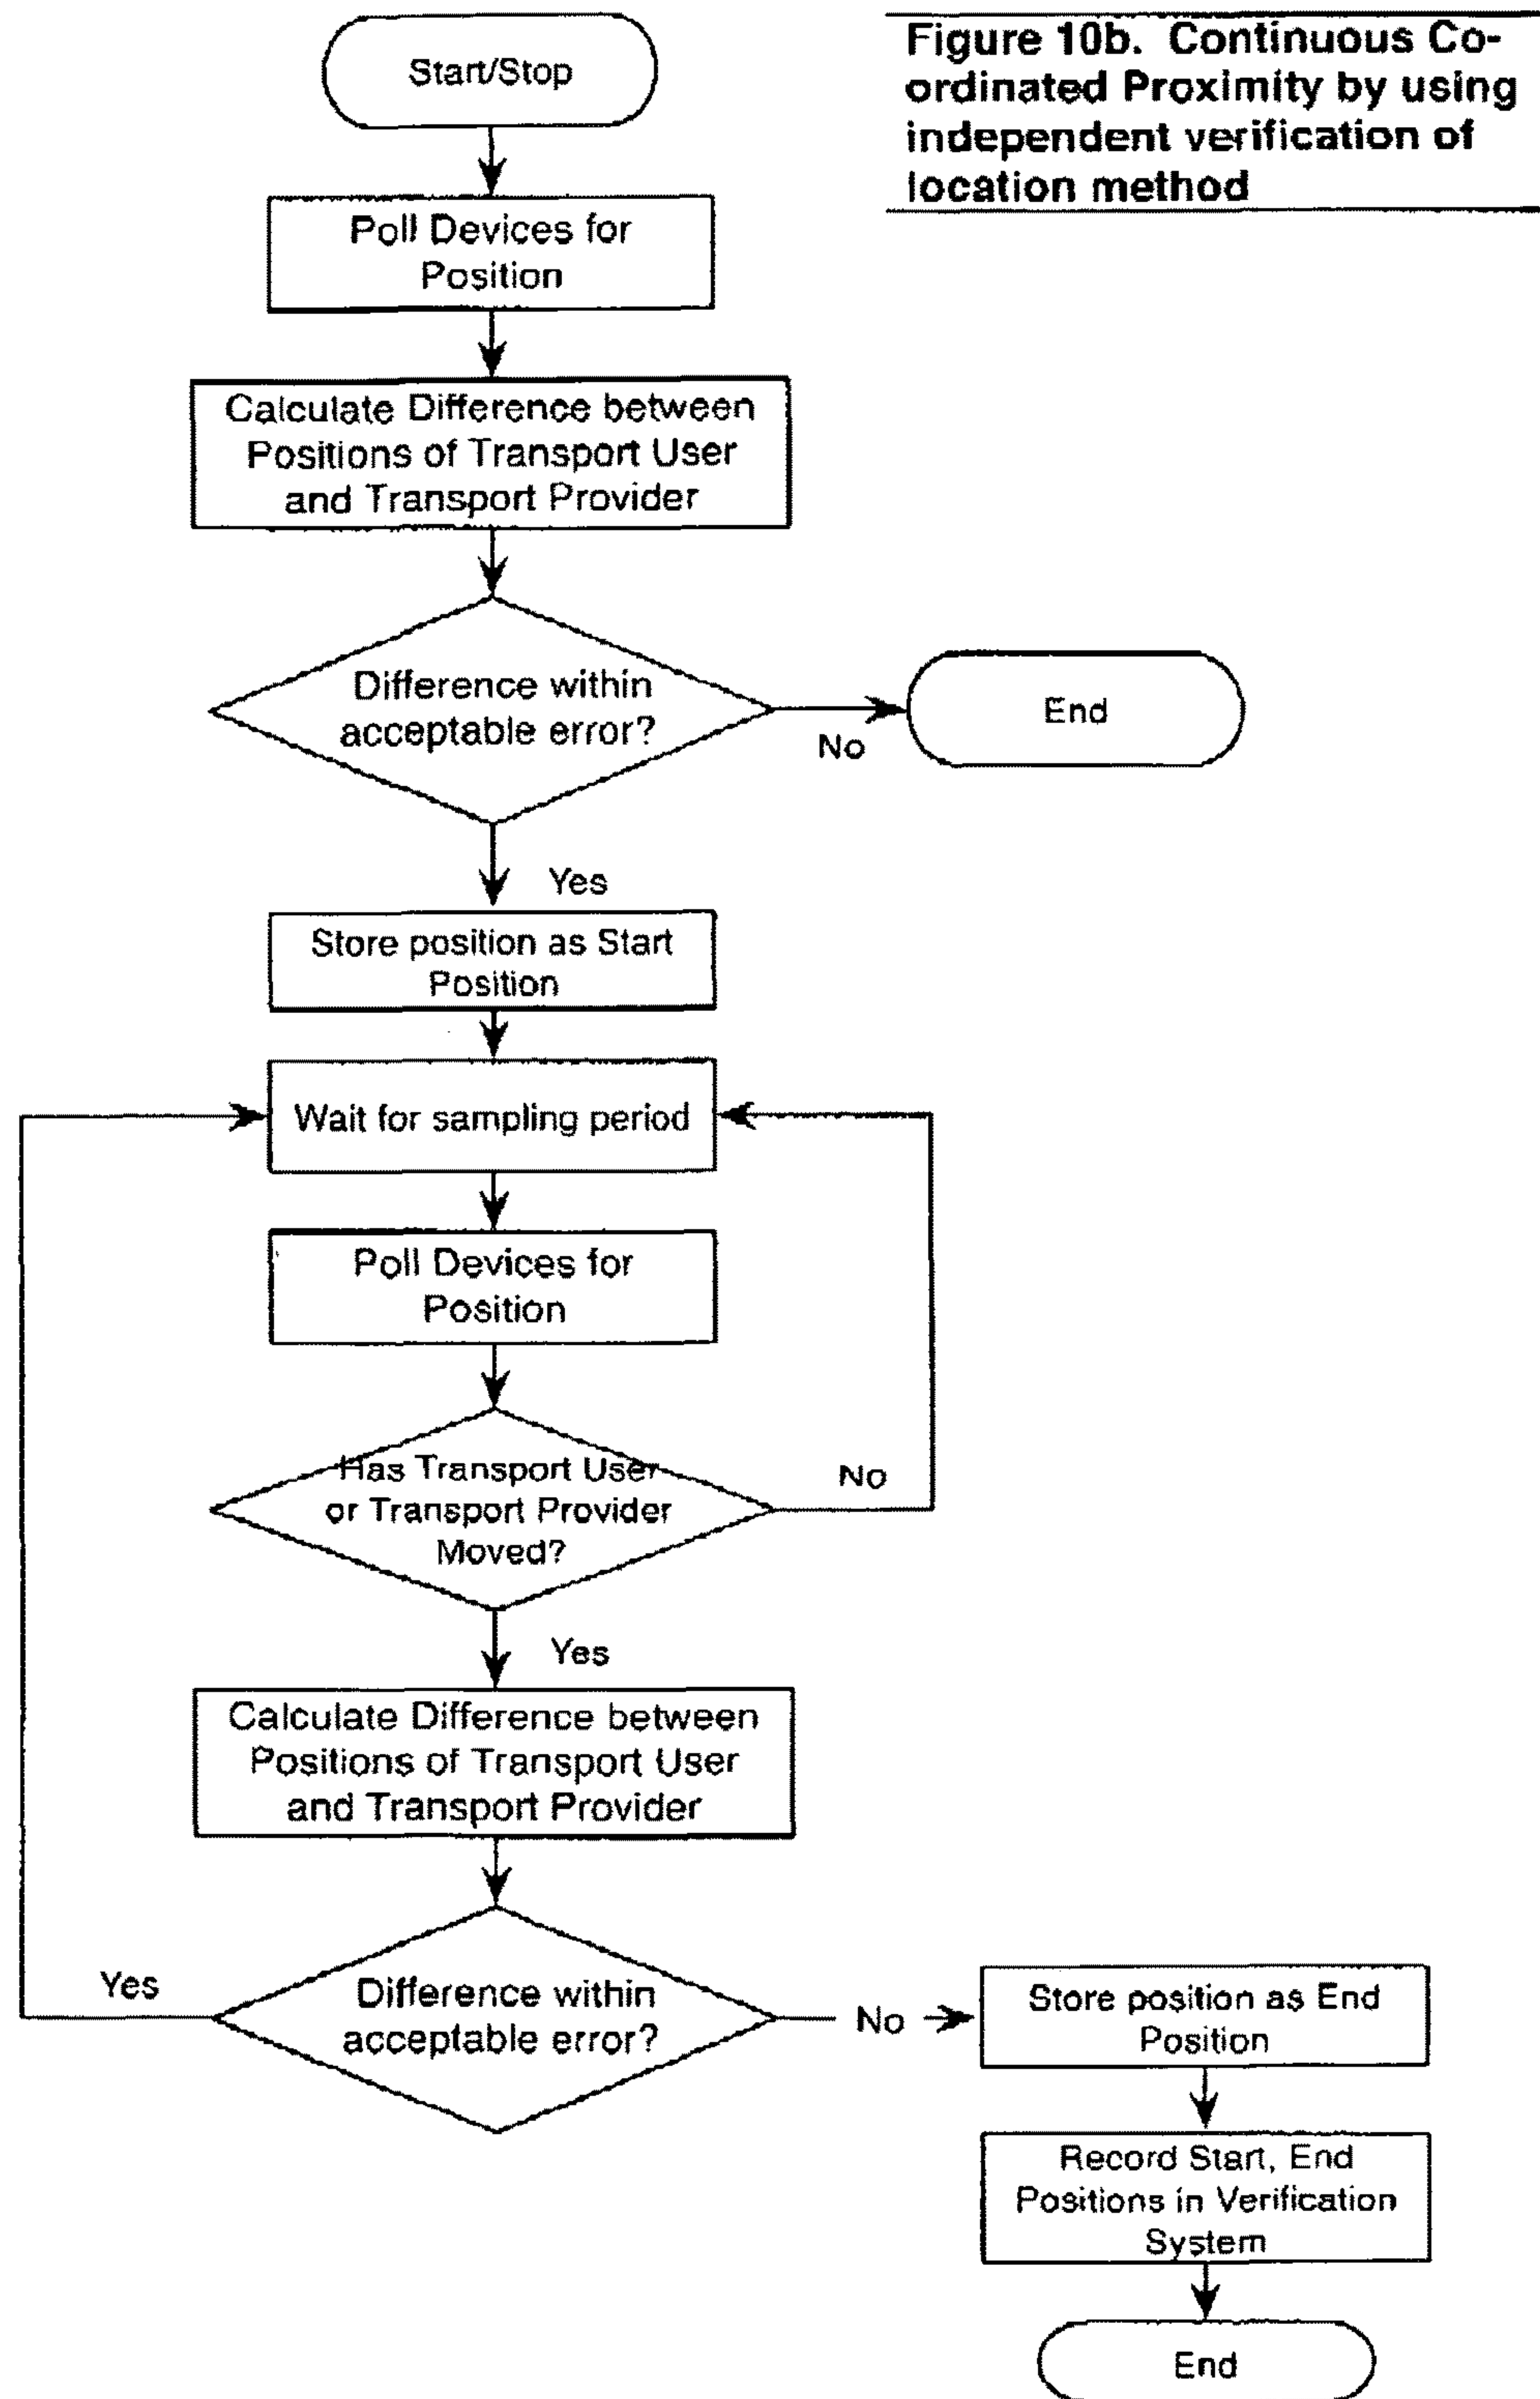 Figure 10b. Continuous Co-
ordinated Proximity by using
independent verification of
location method
Start/Stop
Poll Devices for
Position
Calculate Difference between
Positions of Transport User
and Transport Provider
Difference within
acceptable error?
No
End
Yes
Store position as Start
Position
Wait for sampling period
Poll Devices for
Position
Has Transport User
or Transport Provider
Moved?
No
Yes
Calculate Difference between
Positions of Transport User
and Transport Provider
Difference within
acceptable error?
Yes
No
Store position as End
Position
Record Start, End
Positions in Verification
System
End